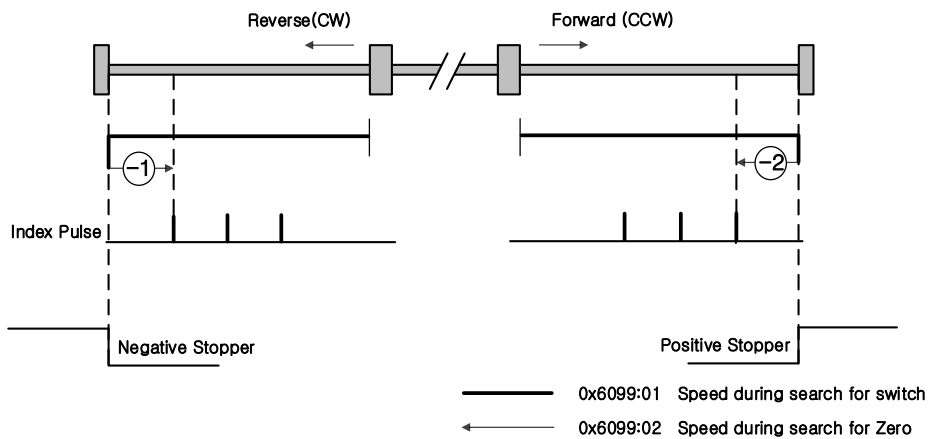 Reverse(CW)
Forward (CCW)
-1
-2
Index Pulse
Negative Stopper
Positive Stopper
0x6099:01 Speed during search for switch
0x6099:02 Speed during search for Zero